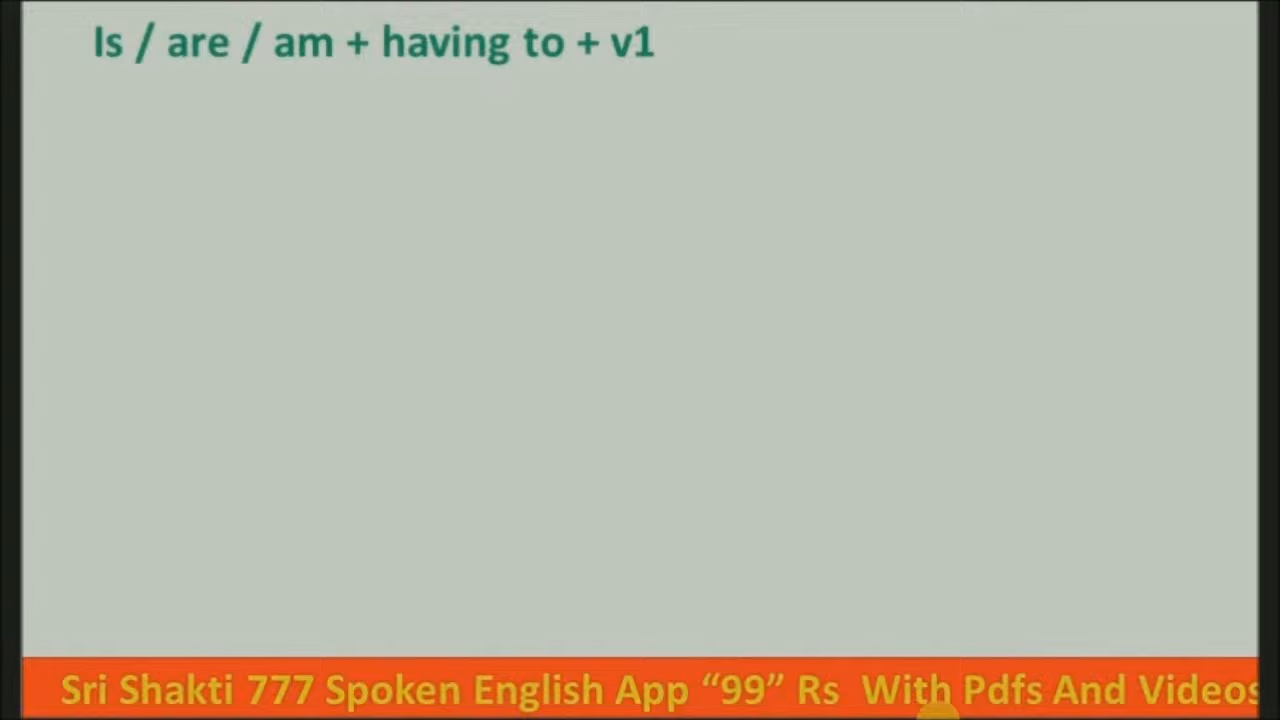 Is / are / am + having to + v1
Sri Shakti 777 Spoken English App “99” Rs With Pdfs And Videos